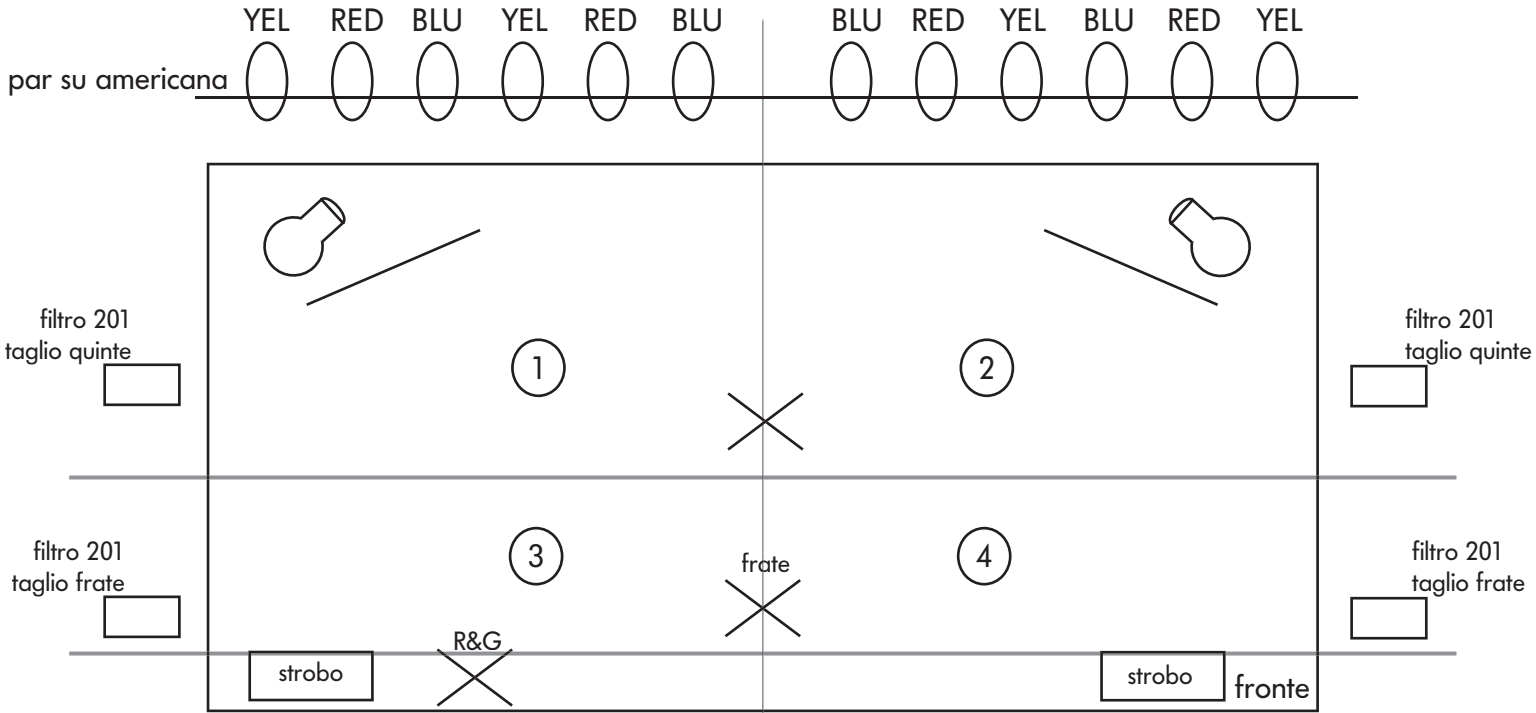 YEL RED BLU YEL RED BLU BLU RED YEL BLU RED YEL
par su americana
filtro 201
taglio quinte
filtro 201
taglio quinte
1
2
filtro 201
taglio frate
filtro 201
taglio frate
3
frate
4
R&G
strobo
strobo
fronte